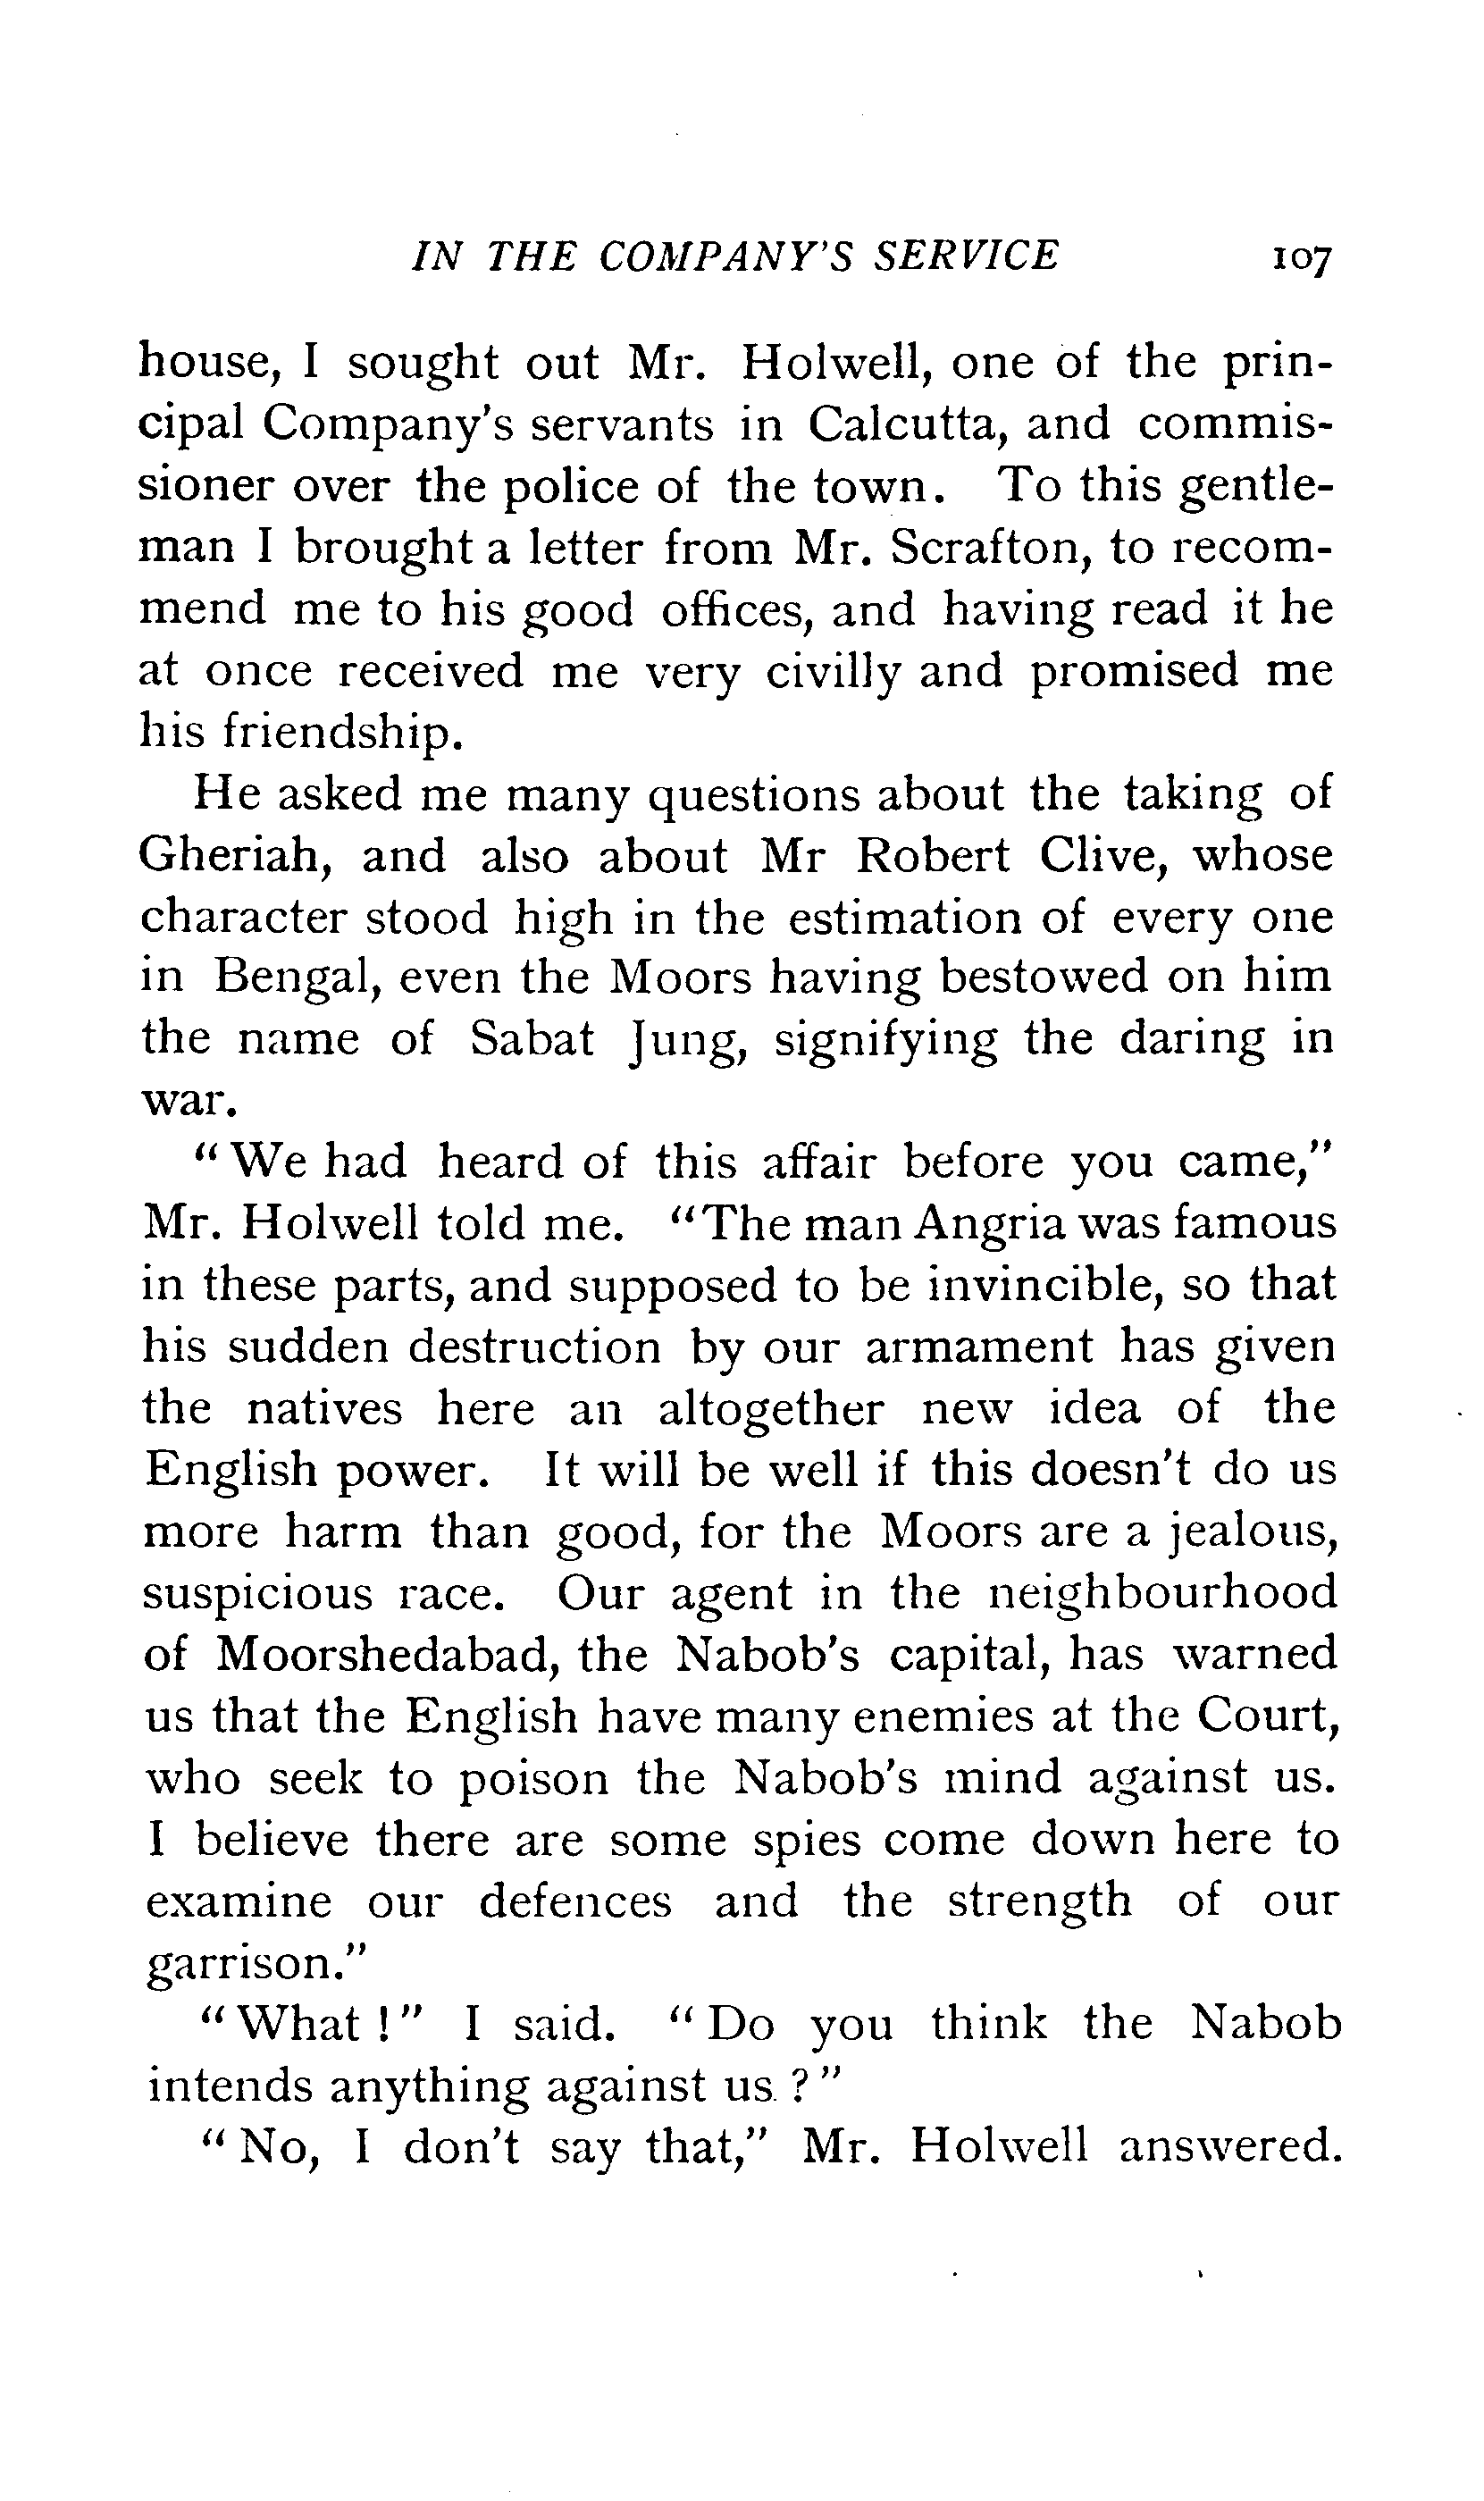 IN THE COMPANY'S SERVICE 107
house, I sought out Mr. Holwell, one of the prin-
cipal Company's servants in Calcutta, and commis-
sioner over the police of the town. To this gentle-
man I brought a letter from Mr. Scrafton, to recom-
mend me to his good offices, and having read it he
at once received me very civilly and promised me
his friendship.
He asked me many questions about the taking of
Gheriah, and also about Mr Robert Clive, whose
character stood high in the estimation of every one
in Bengal, even the Moors having bestowed on him
the name of Sabat Jung, signifying the daring in
war.
"We had heard of this affair before you came,"
Mr. Holwell told me. "The man Angria was famous
in these parts, and supposed to be invincible, so that
his sudden destruction by our armament has given
the natives here an altogether new idea of the
English power. It will be well if this doesn't do us
more harm than good, for the Moors are a jealous,
suspicious race. Our agent in the neighbourhood
of Moorshedabad, the Nabob's capital, has warned
us that the English have many enemies at the Court,
who seek to poison the Nabob's mind against us.
I believe there are some spies come down here to
examine our defences and the strength of our
garrison."
"What!" I said. "Do you think the Nabob
intends anything against us?"
"No, I don't say that," Mr. Holwell answered.